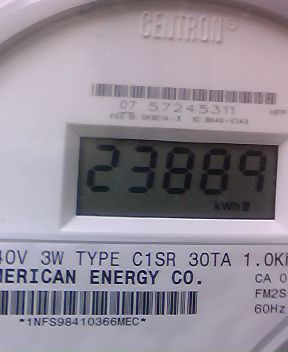 CENTRON®
07 57245311
23889
kWh
40V 3W TYPE C1SR 30TA 1.0K
MERICAN ENERGY CO.
CA 0
FM2S
60Hz
*1NFS98410366MEC*